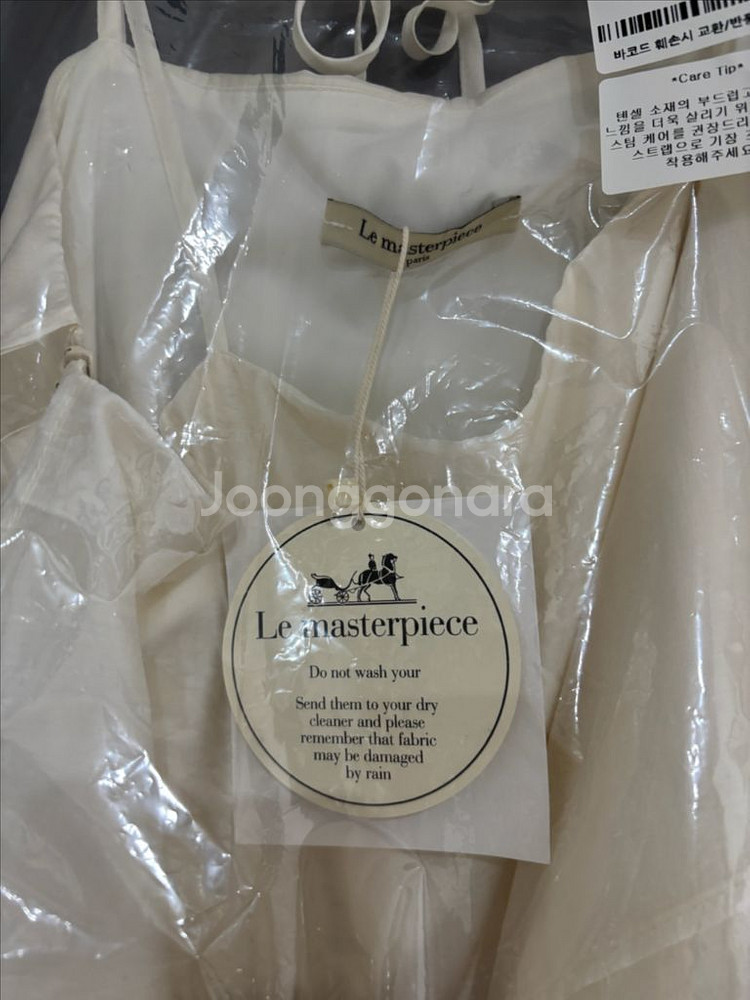 바코드 훼손시 교환/반품
*Care Tip*
텐셀 소재의 부드럽고
느낌을 더욱 살리기 위
스팀 케어를 권장드리
스트랩으로 기장 조
착용해주세요
Le masterpiece
paris
Joonggonara
Le masterpiece
Do not wash your
Send them to your dry
cleaner and please
remember that fabric
may be damaged
by rain